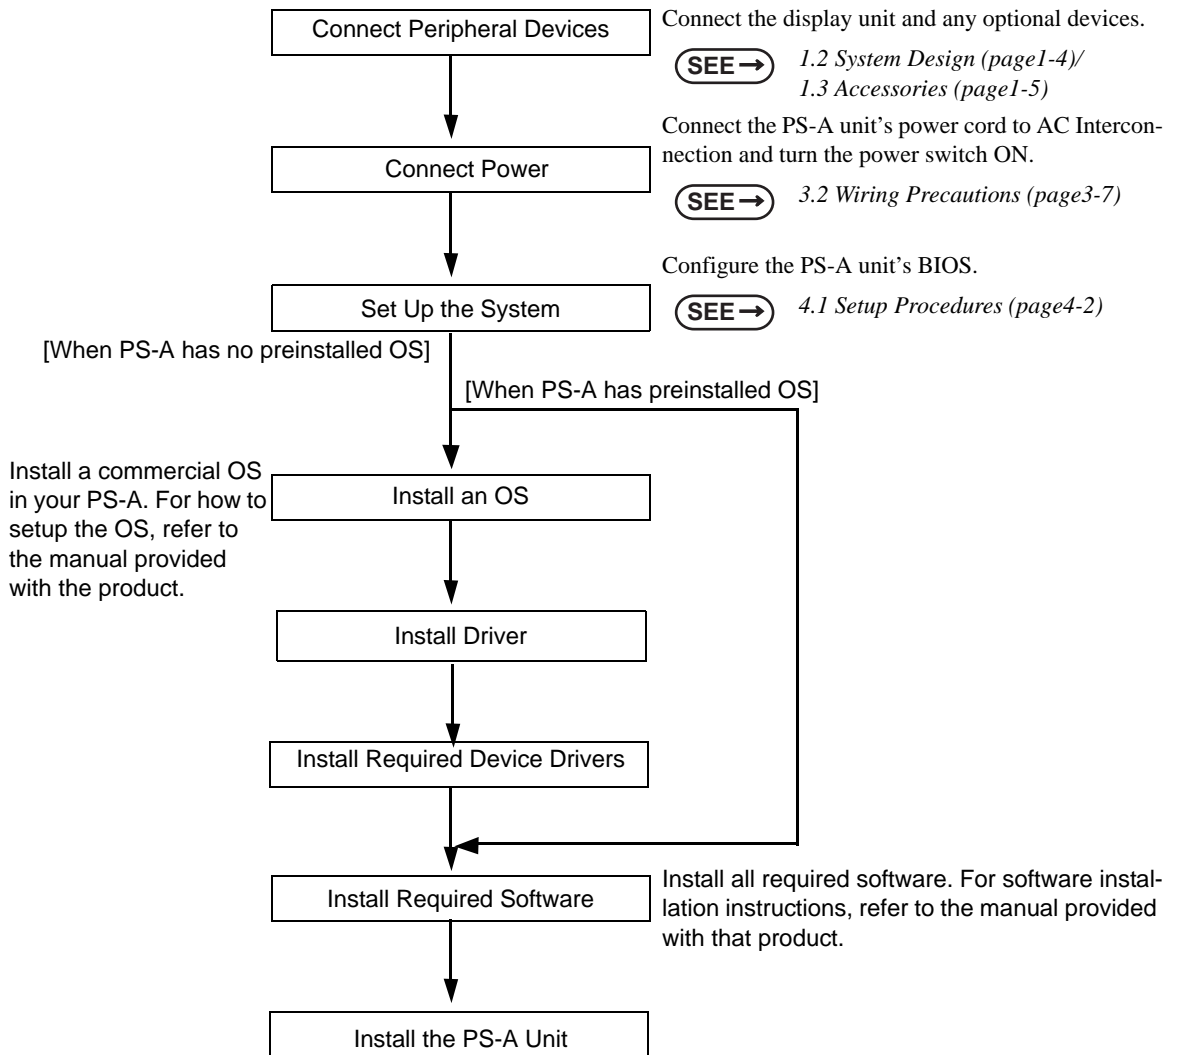 Connect Peripheral Devices
Connect the display unit and any optional devices.
SEE→
1.2 System Design (page1-4)/
1.3 Accessories (page1-5)
Connect the PS-A unit's power cord to AC Intercon-
nection and turn the power switch ON.
Connect Power
SEE→
3.2 Wiring Precautions (page3-7)
Configure the PS-A unit's BIOS.
Set Up the System
SEE→
4.1 Setup Procedures (page4-2)
[When PS-A has no preinstalled OS]
[When PS-A has preinstalled OS]
Install a commercial OS
in your PS-A. For how to
setup the OS, refer to
the manual provided
with the product.
Install an OS
Install Driver
Install Required Device Drivers
Install Required Software
Install all required software. For software instal-
lation instructions, refer to the manual provided
with that product.
Install the PS-A Unit